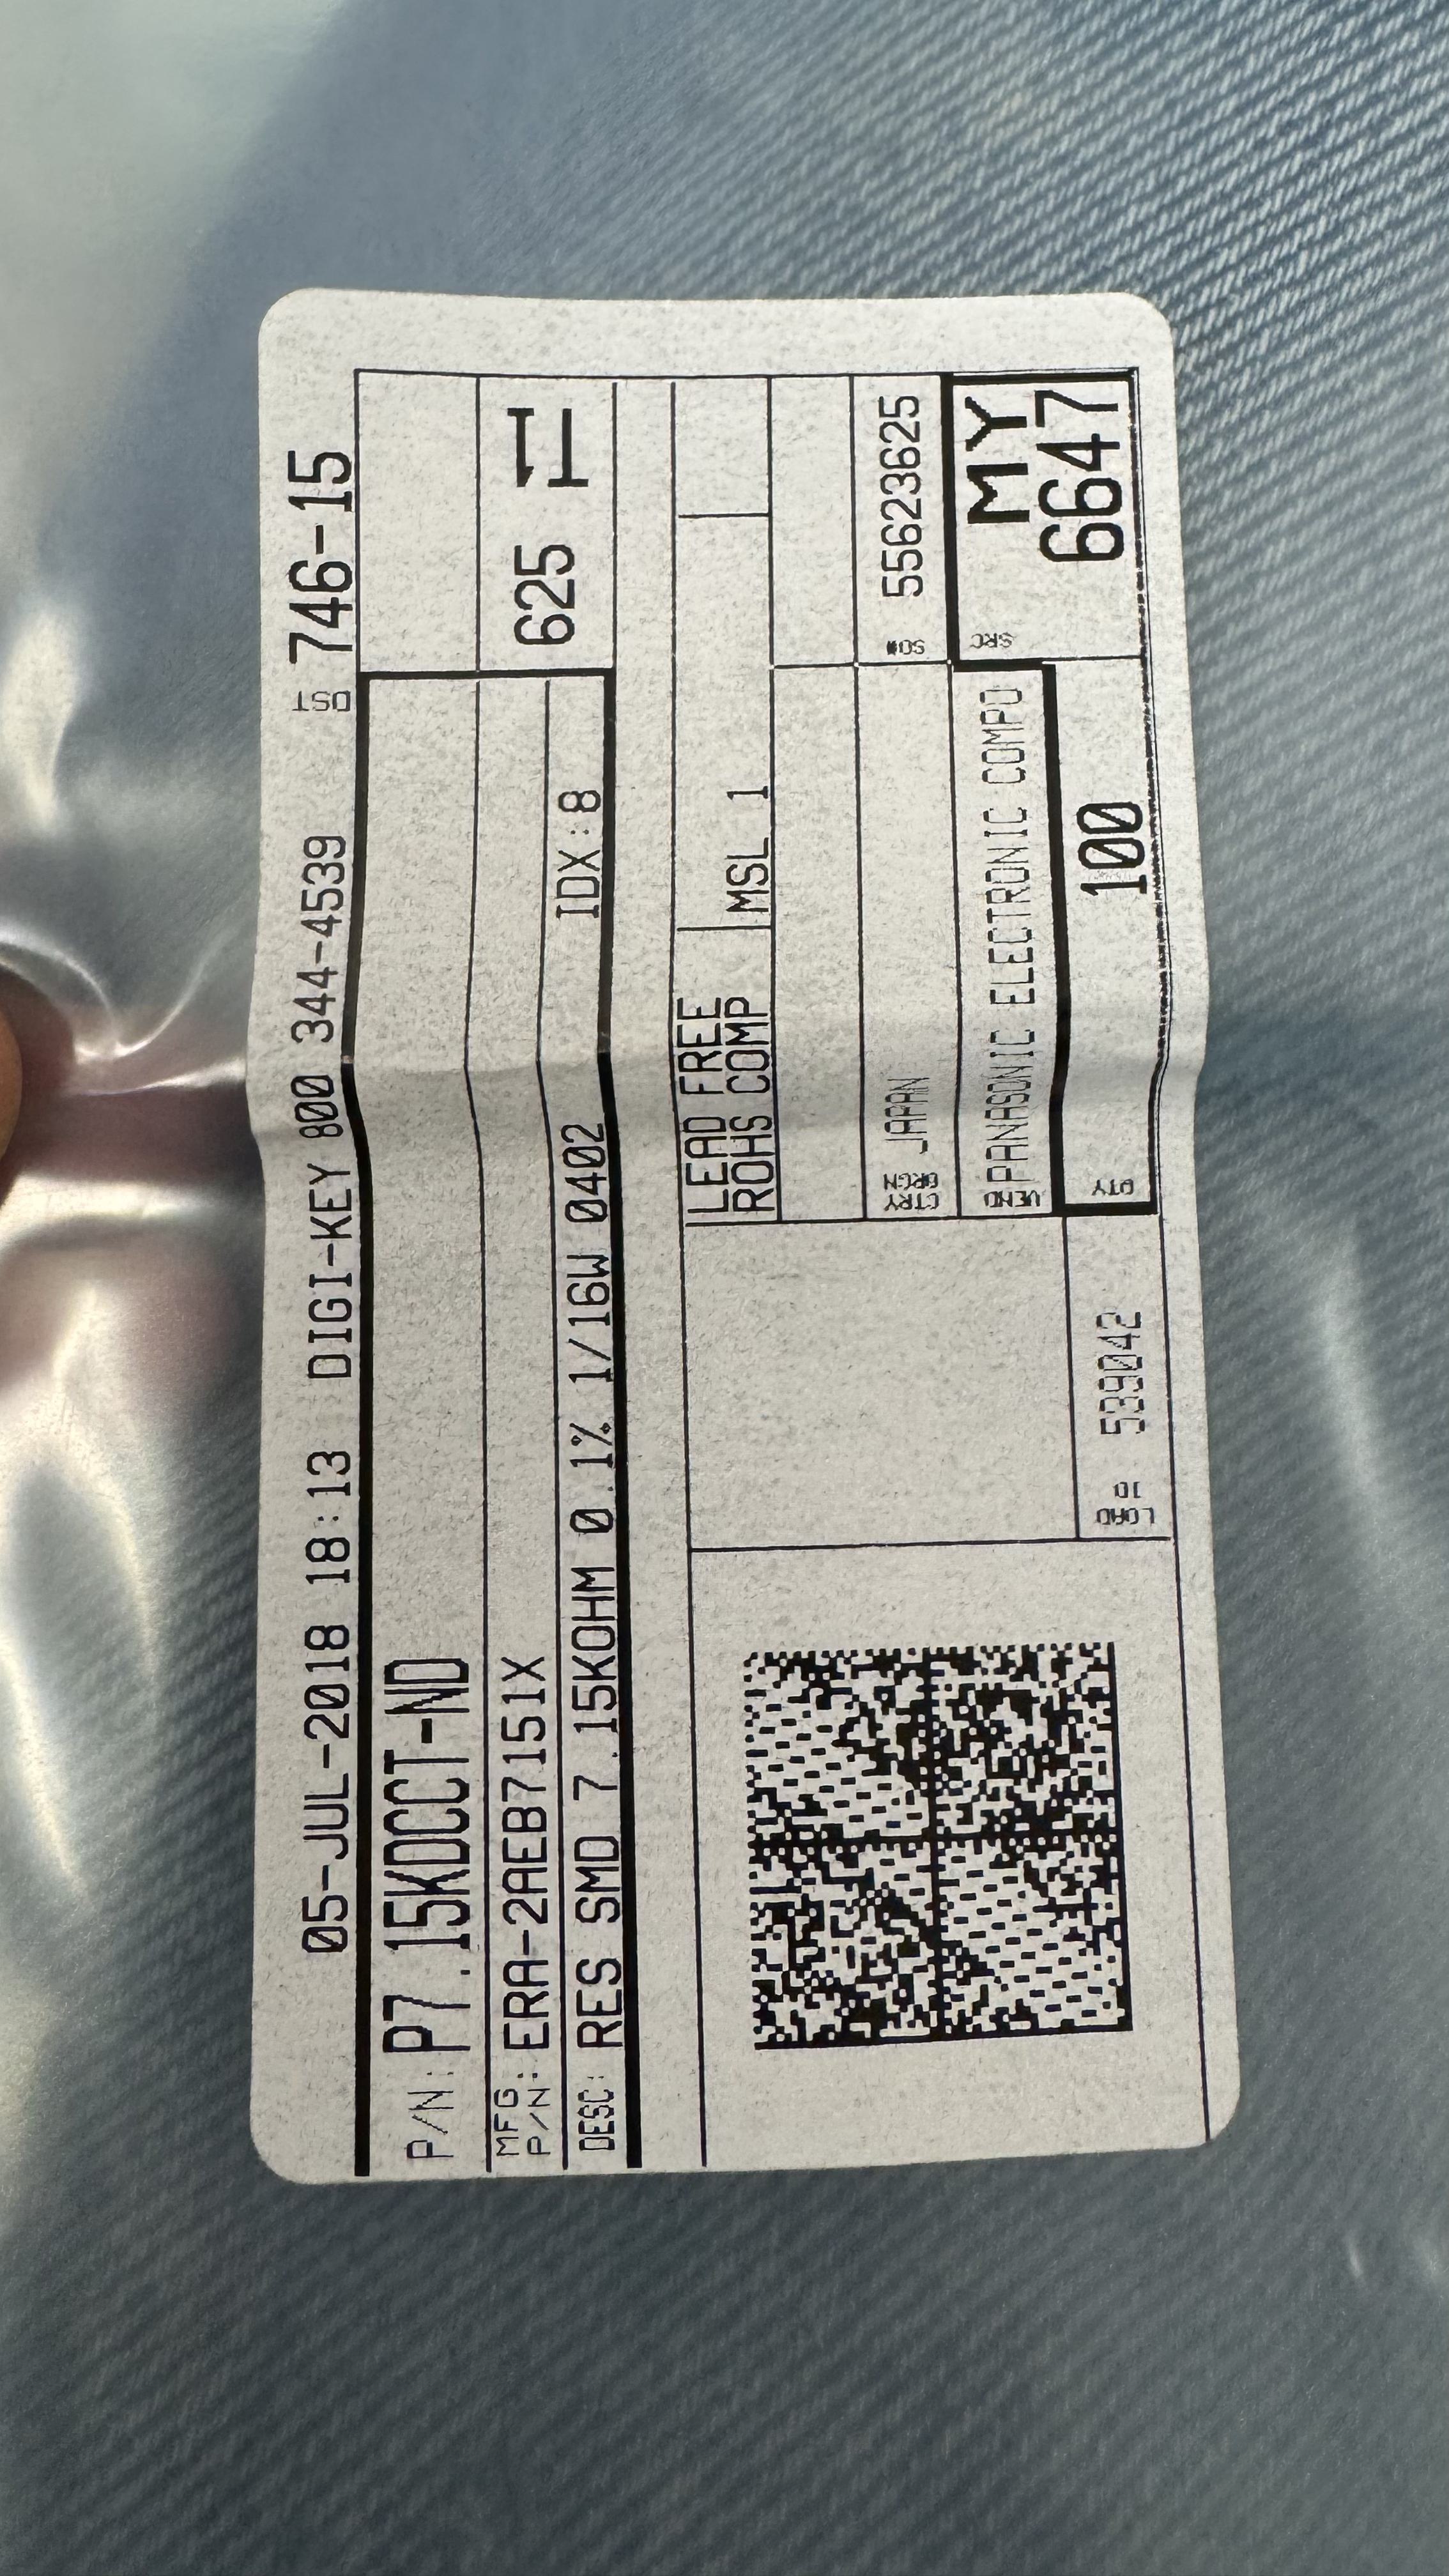 05-JUL-2018 18:13 DIGI-KEY 800 344-4539 DST 746-15
P/N: P7.15KDCCT-ND
MFG P/N: ERA-2AEB7151X 625
DESC: RES SMD 7.15KOHM 0.1% 1/16W 0402 IDX:8
LEAD FREE
ROHS COMP MSL 1
CTRY ORGN JAPAN SO# 55623625
VEND PANASONIC ELECTRONIC COMPO SRC MY
6647
LOAD ID 539042 QTY 100